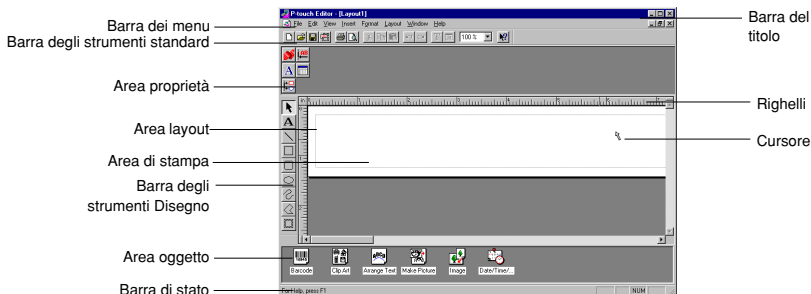 P-touch Editor - [Layout1]
File Edit View Insert Format Layout Window Help
100 %
Barra dei menu
Barra degli strumenti standard
Area proprietà
Area layout
Area di stampa
Barra degli
strumenti Disegno
Area oggetto
Barra di stato
Barra del
titolo
Righelli
Cursore
Barcode
Clip Art
Arrange Text
Make Picture
Image
Date/Time/...
For Help, press F1
NUM